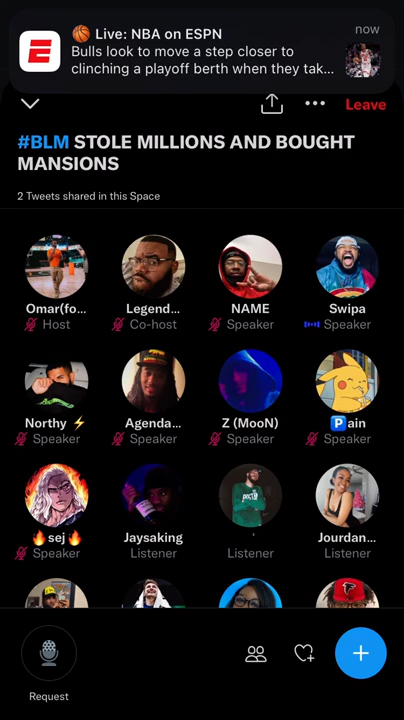 🏀 Live: NBA on ESPN
now
Bulls look to move a step closer to
clinching a playoff berth when they tak...
Leave
#BLM STOLE MILLIONS AND BOUGHT
MANSIONS
2 Tweets shared in this Space
Omar(fo...
Legend...
NAME
Swipa
Host
Co-host
Speaker
Speaker
Northy ⚡
Agenda...
Z (MooN)
🅿️ain
Speaker
Speaker
Speaker
Speaker
🔥sej🔥
Jaysaking
Jourdan...
Speaker
Listener
Listener
Listener
Request